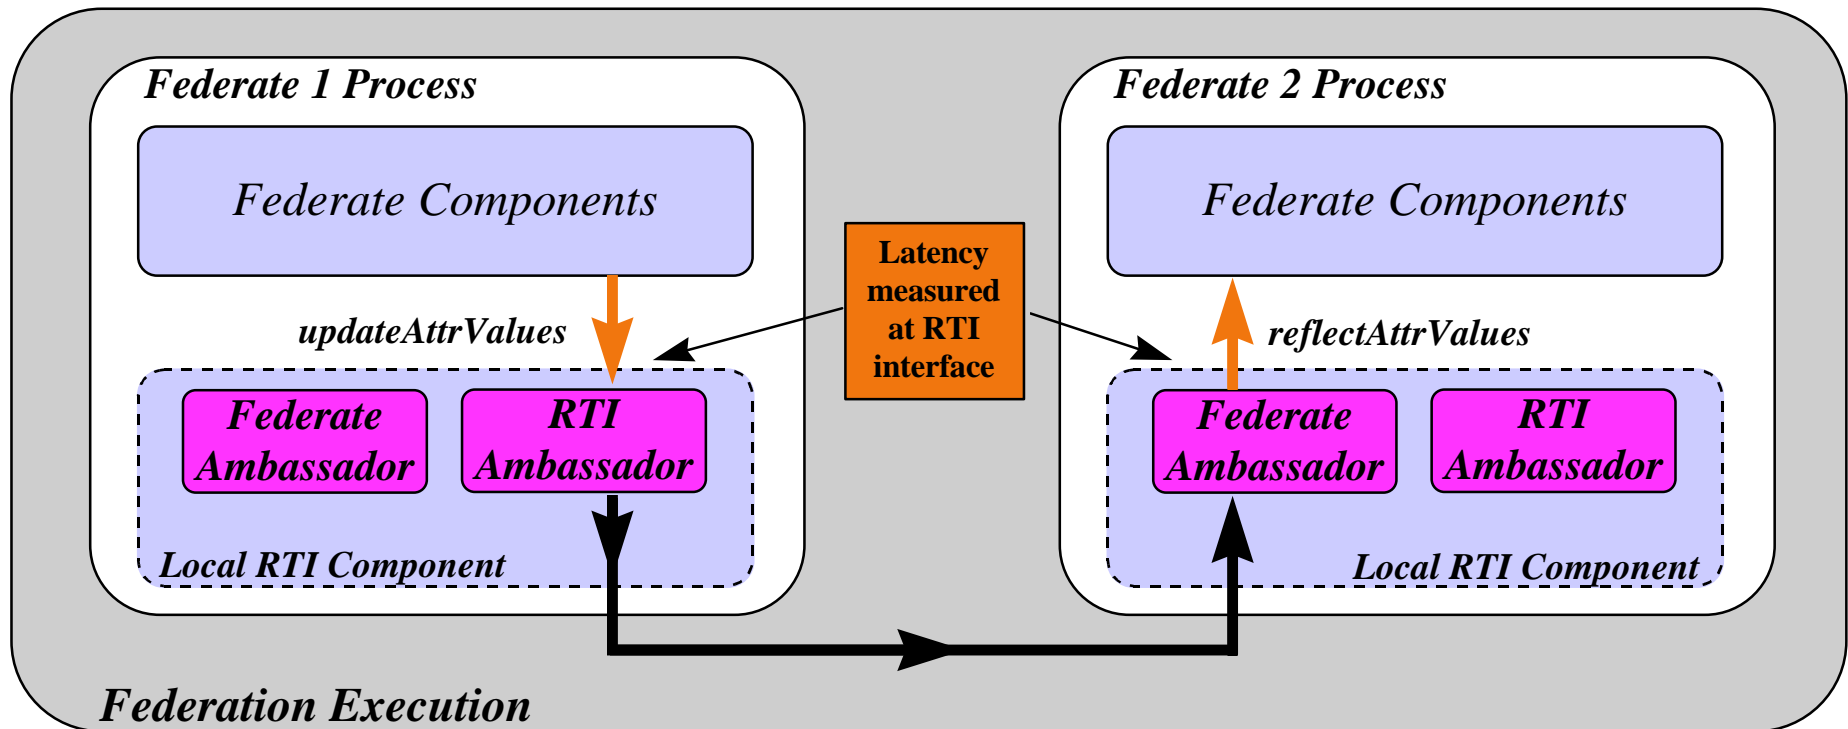 Federate 1 Process
Federate Components
updateAttrValues
Federate
Ambassador
RTI
Ambassador
Local RTI Component
Latency
measured
at RTI
interface
Federate 2 Process
Federate Components
reflectAttrValues
Federate
Ambassador
RTI
Ambassador
Local RTI Component
Federation Execution